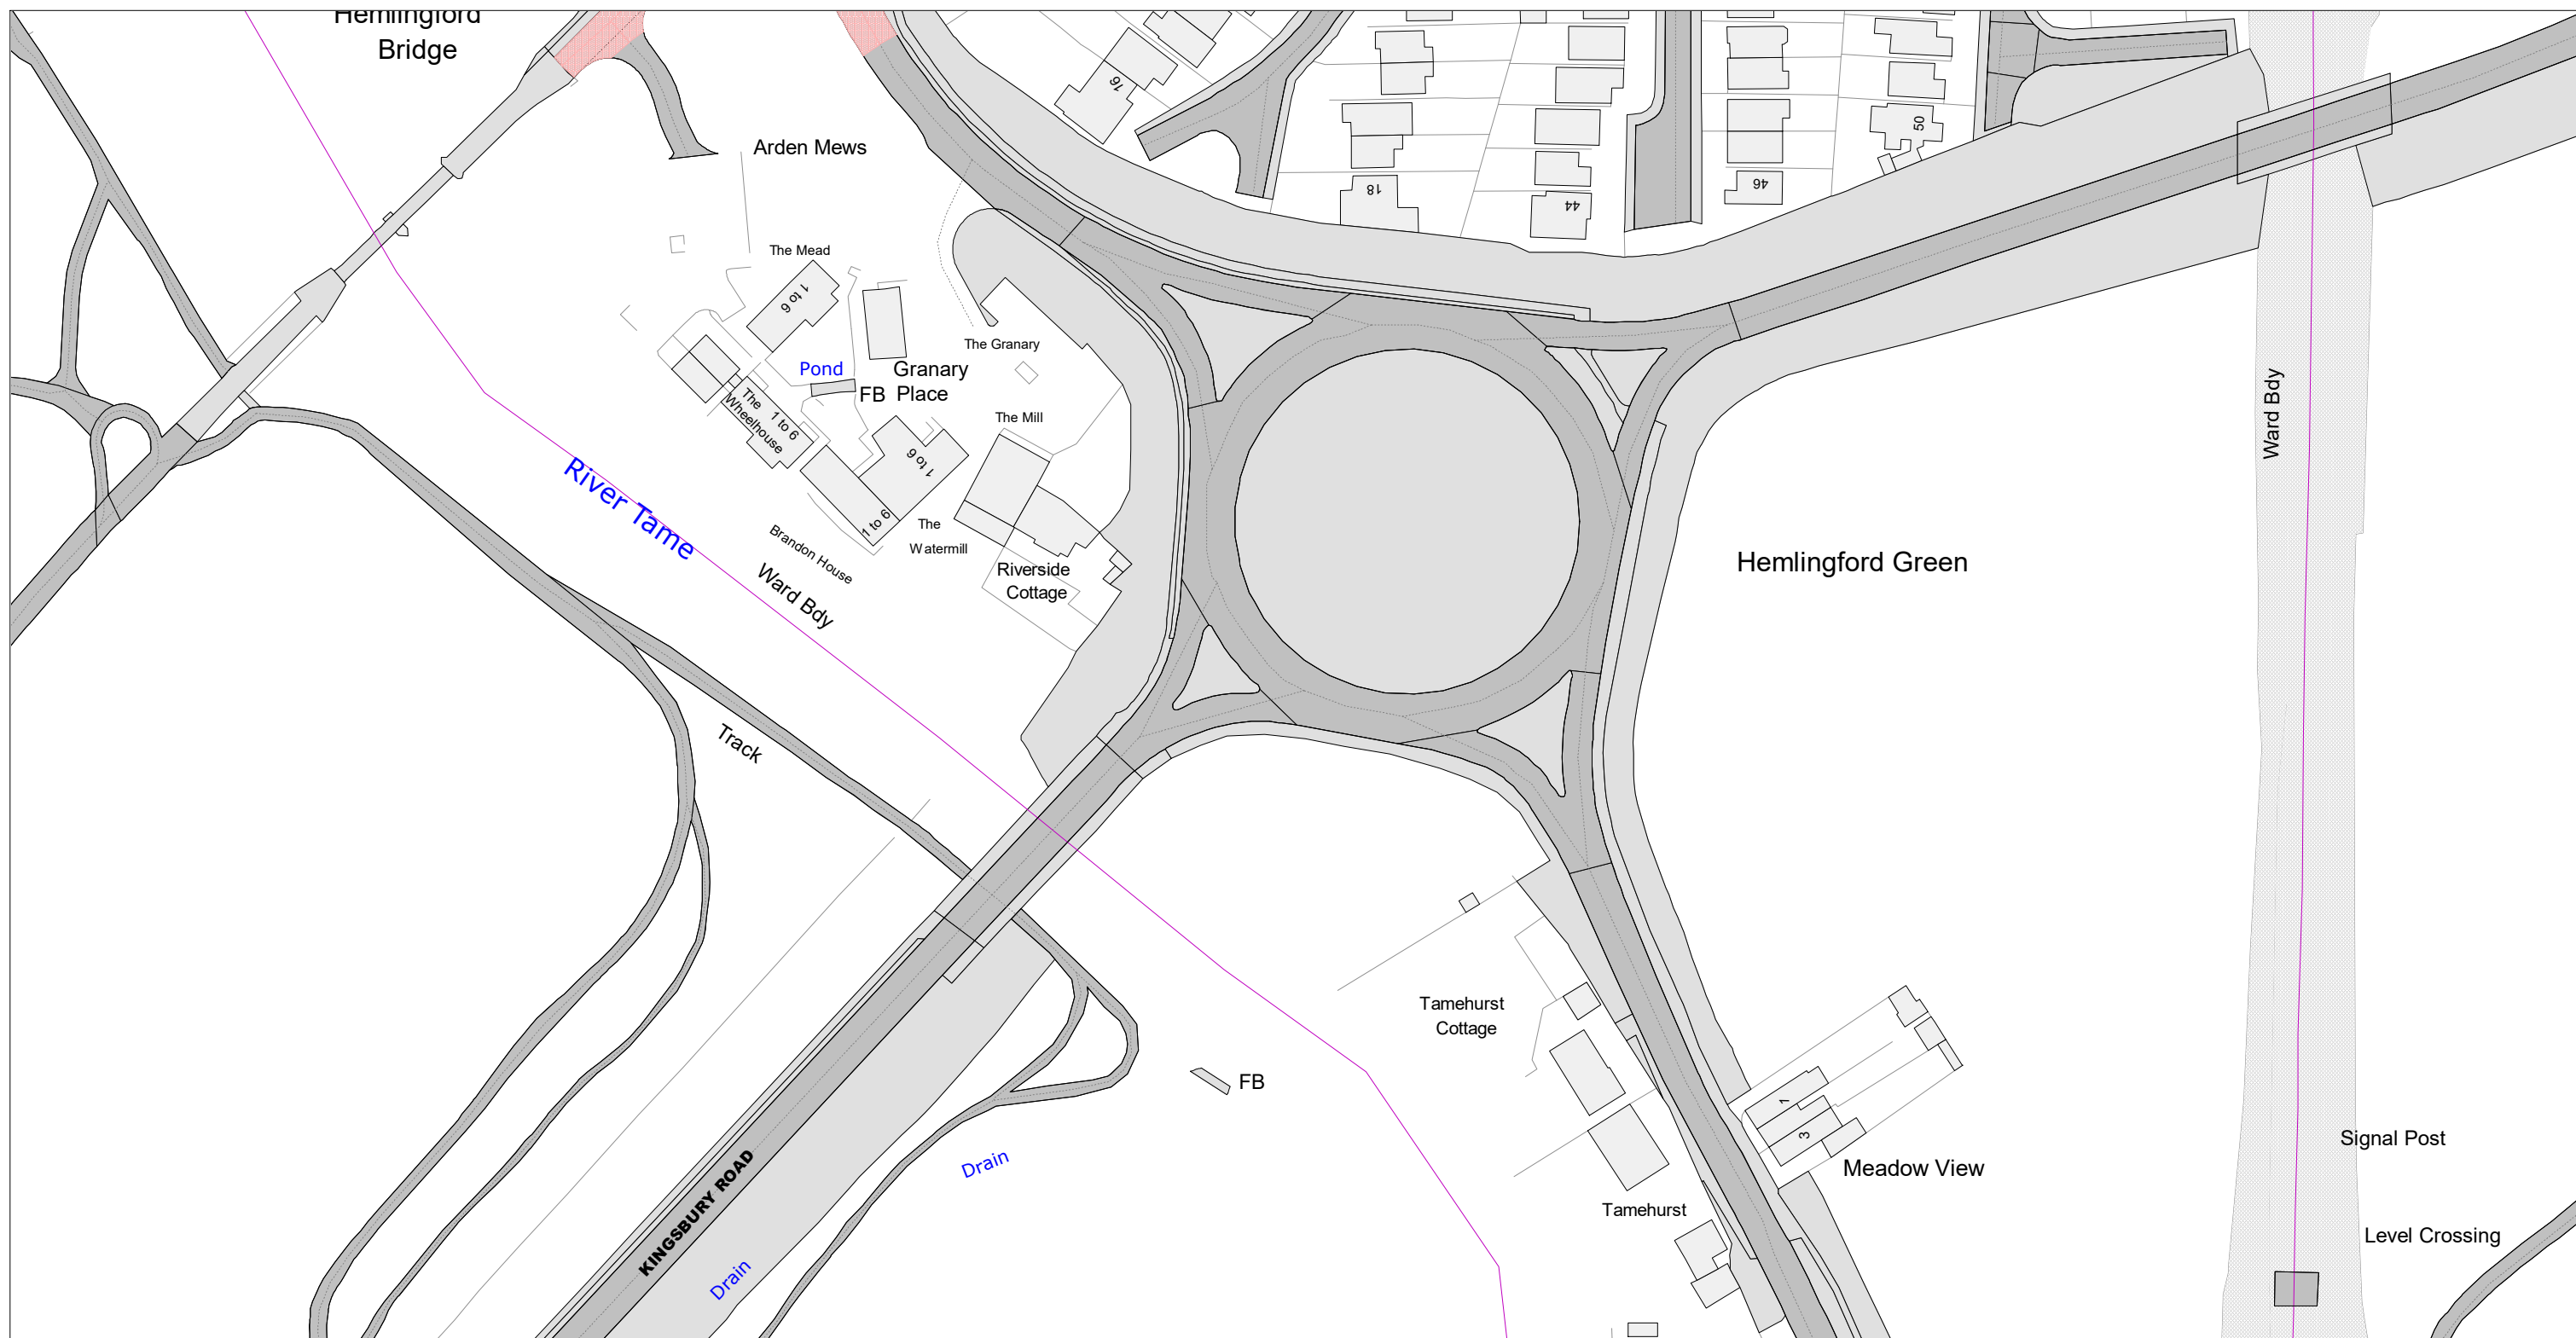 Hemlingford
Bridge
16
Arden Mews
50
18
46
44
The Mead
1 to 6
The Granary
Pond
Granary
FB Place
The
Wheelhouse
1 to 6
The Mill
1 to 6
Ward Bdy
River Tame
1 to 6
The
Watermill
Brandon House
Riverside
Cottage
Hemlingford Green
Ward Bdy
Track
Tamehurst
Cottage
FB
1
3
Signal Post
Drain
Meadow View
KINGSBURY ROAD
Tamehurst
Level Crossing
Drain